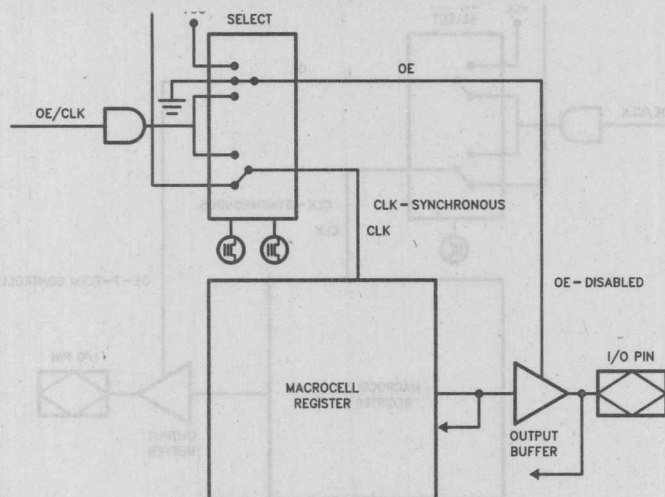 SELECT
OE
OE/CLK
CLK-SYNCHRONOUS
CLK
OE-DISABLED
I/O PIN
MACROCELL
REGISTER
OUTPUT
BUFFER